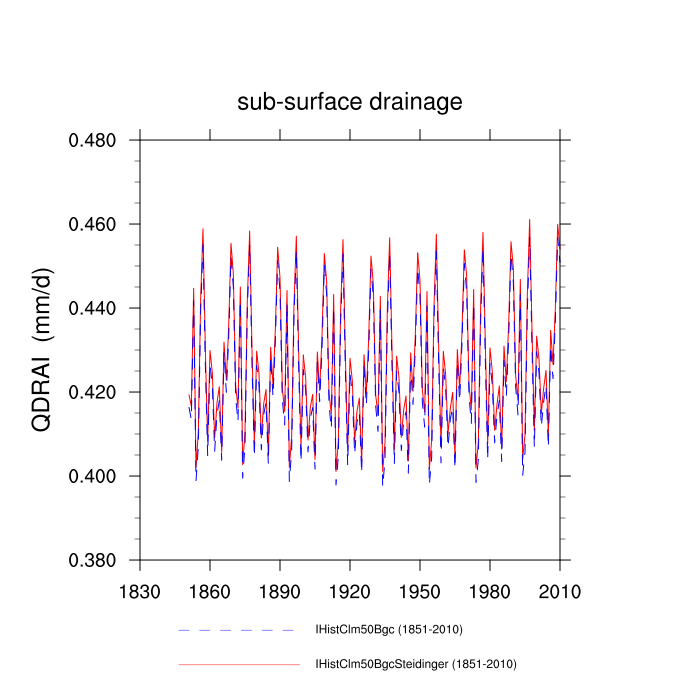 sub-surface drainage
0.480
0.460
0.440
0.420
0.400
0.380
QDRAI (mm/d)
1830 1860 1890 1920 1950 1980 2010
IHistClm50Bgc (1851-2010)
IHistClm50BgcSteidinger (1851-2010)